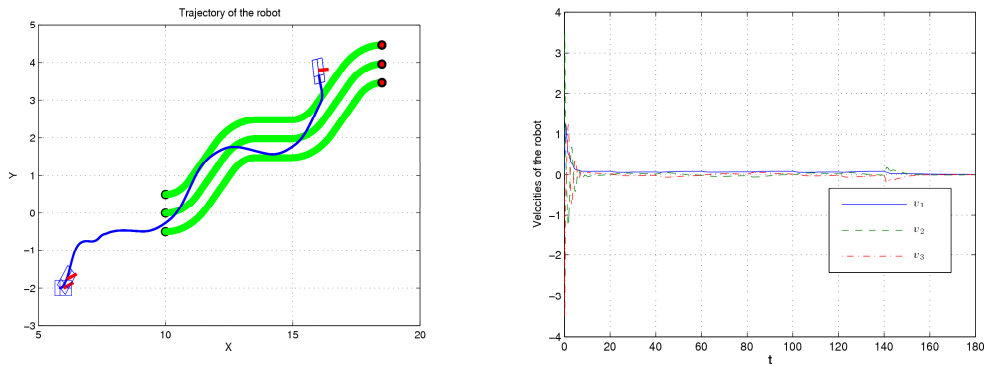 Trajectory of the robot
5
4
3
2
1
0
−1
−2
−3
5 10 15 20
X
Y
4
3
2
1
0
−1
−2
−3
−4
0 20 40 60 80 100 120 140 160 180
t
Velocities of the robot
v1
v2
v3